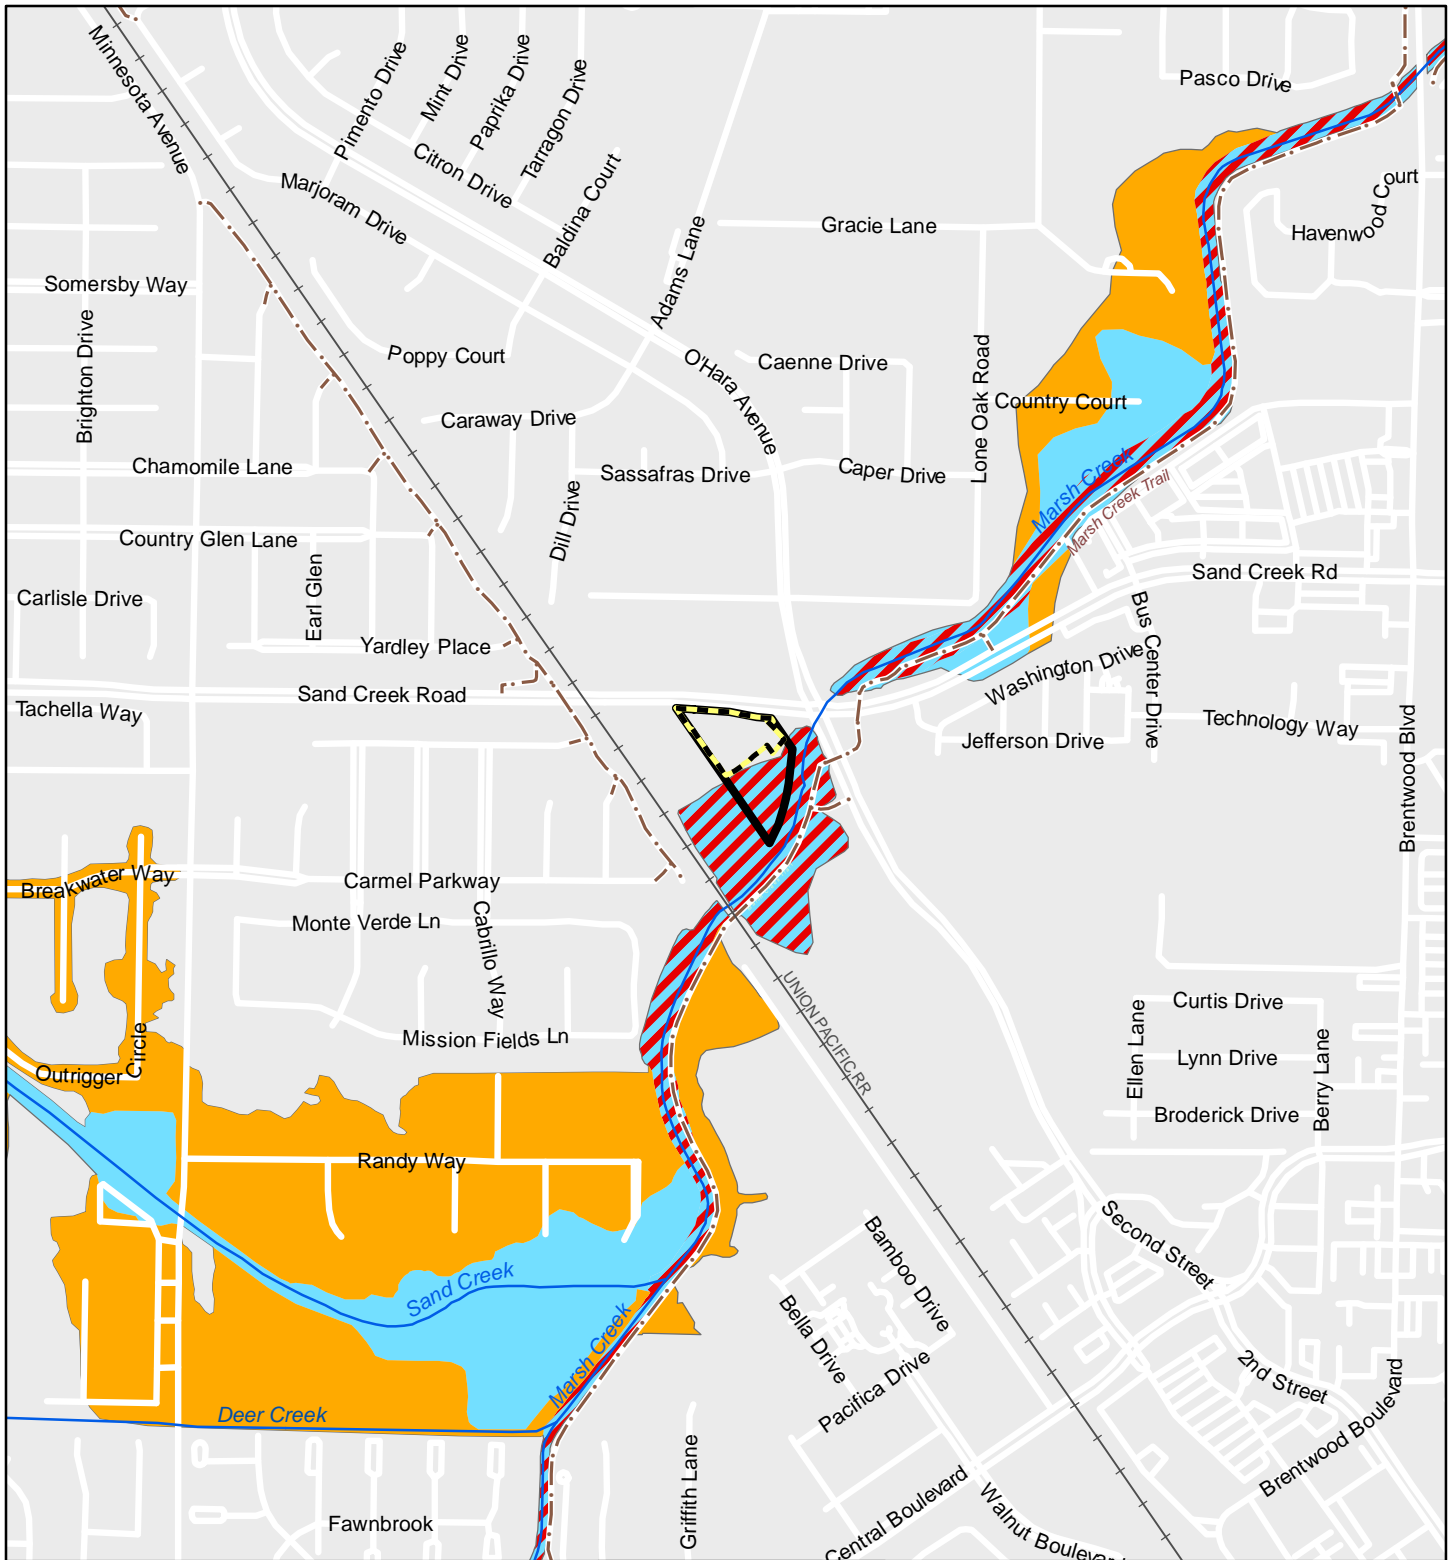 Minnesota Avenue
Pimento Drive
Mint Drive
Paprika Drive
Tarragon Drive
Pasco Drive
Citron Drive
Baldina Court
Marjoram Drive
Adams Lane
Gracie Lane
Havenwood Court
Somersby Way
Brighton Drive
Poppy Court
O'Hara Avenue
Caenne Drive
Lone Oak Road
Country Court
Caraway Drive
Chamomile Lane
Sassafras Drive
Caper Drive
Marsh Creek
Marsh Creek Trail
Dill Drive
Country Glen Lane
Earl Glen
Sand Creek Rd
Carlisle Drive
Bus Center Drive
Yardley Place
Washington Drive
Sand Creek Road
Tachella Way
Jefferson Drive
Technology Way
Brentwood Blvd
Breakwater Way
Carmel Parkway
Monte Verde Ln
Cabrillo Way
UNION PACIFIC RR
Curtis Drive
Ellen Lane
Mission Fields Ln
Outrigger Circle
Lynn Drive
Berry Lane
Broderick Drive
Randy Way
Second Street
Bamboo Drive
Sand Creek
Marsh Creek
Bella Drive
Pacifica Drive
2nd Street
Deer Creek
Brentwood Boulevard
Griffith Lane
Fawnbrook
Central Boulevard
Walnut Boulevard